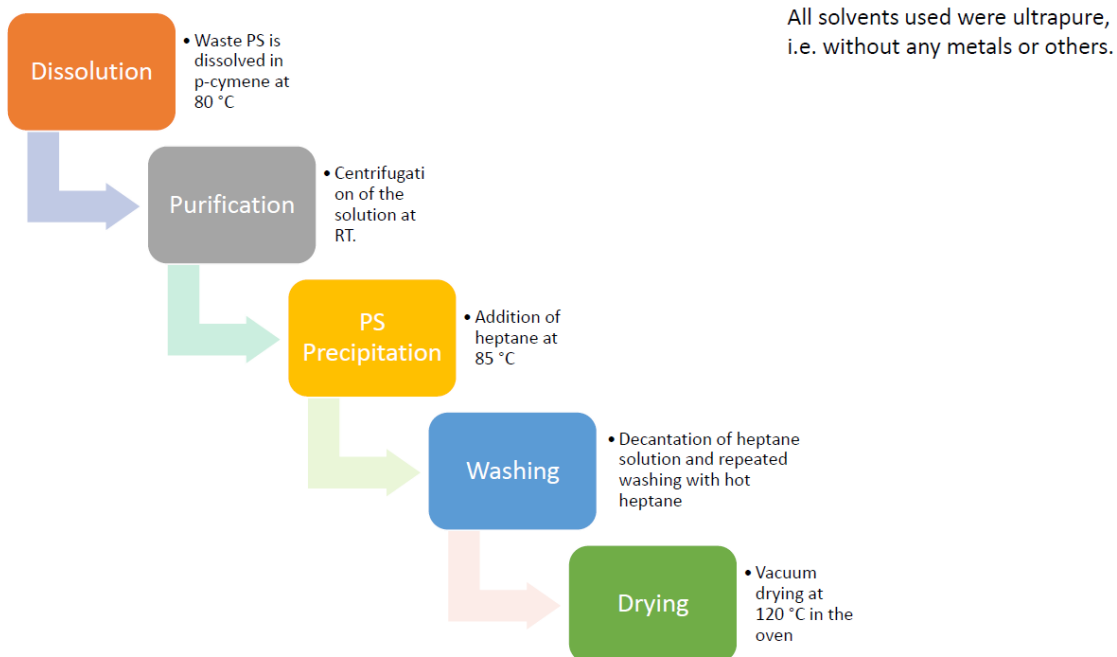 All solvents used were ultrapure,
i.e. without any metals or others.
Dissolution
• Waste PS is
dissolved in
p-cymene at
80 °C
Purification
• Centrifugati
on of the
solution at
RT.
PS
Precipitation
• Addition of
heptane at
85 °C
Washing
• Decantation of heptane
solution and repeated
washing with hot
heptane
Drying
• Vacuum
drying at
120 °C in the
oven